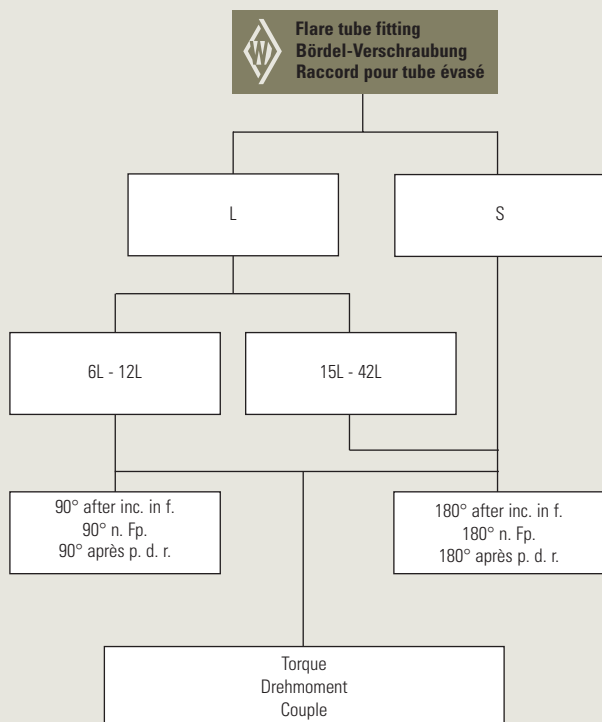 W
Flare tube fitting
Bördel-Verschraubung
Raccord pour tube évasé
L
S
6L - 12L
15L - 42L
90° after inc. in f.
90° n. Fp.
90° après p. d. r.
180° after inc. in f.
180° n. Fp.
180° après p. d. r.
Torque
Drehmoment
Couple